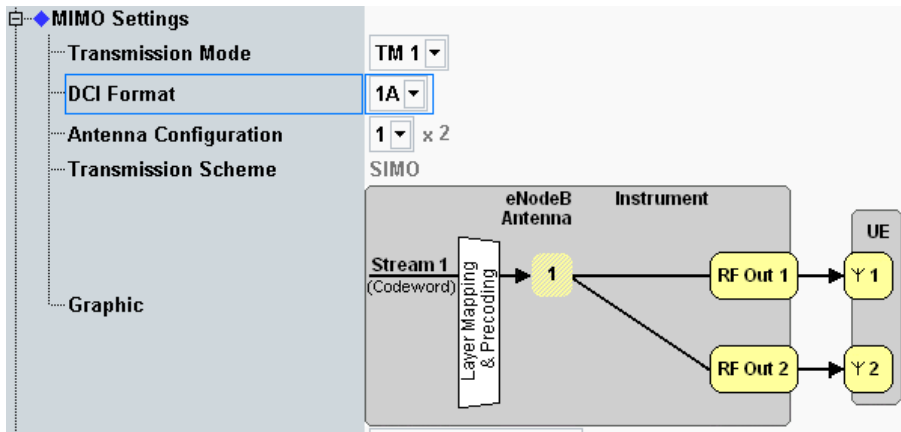 MIMO Settings
Transmission Mode TM 1
DCI Format 1A
Antenna Configuration 1 x 2
Transmission Scheme SIMO
Graphic
eNodeB
Antenna
Instrument
UE
Stream 1
(Codeword)
Layer Mapping
& Precoding
1
RF Out 1
1
RF Out 2
2